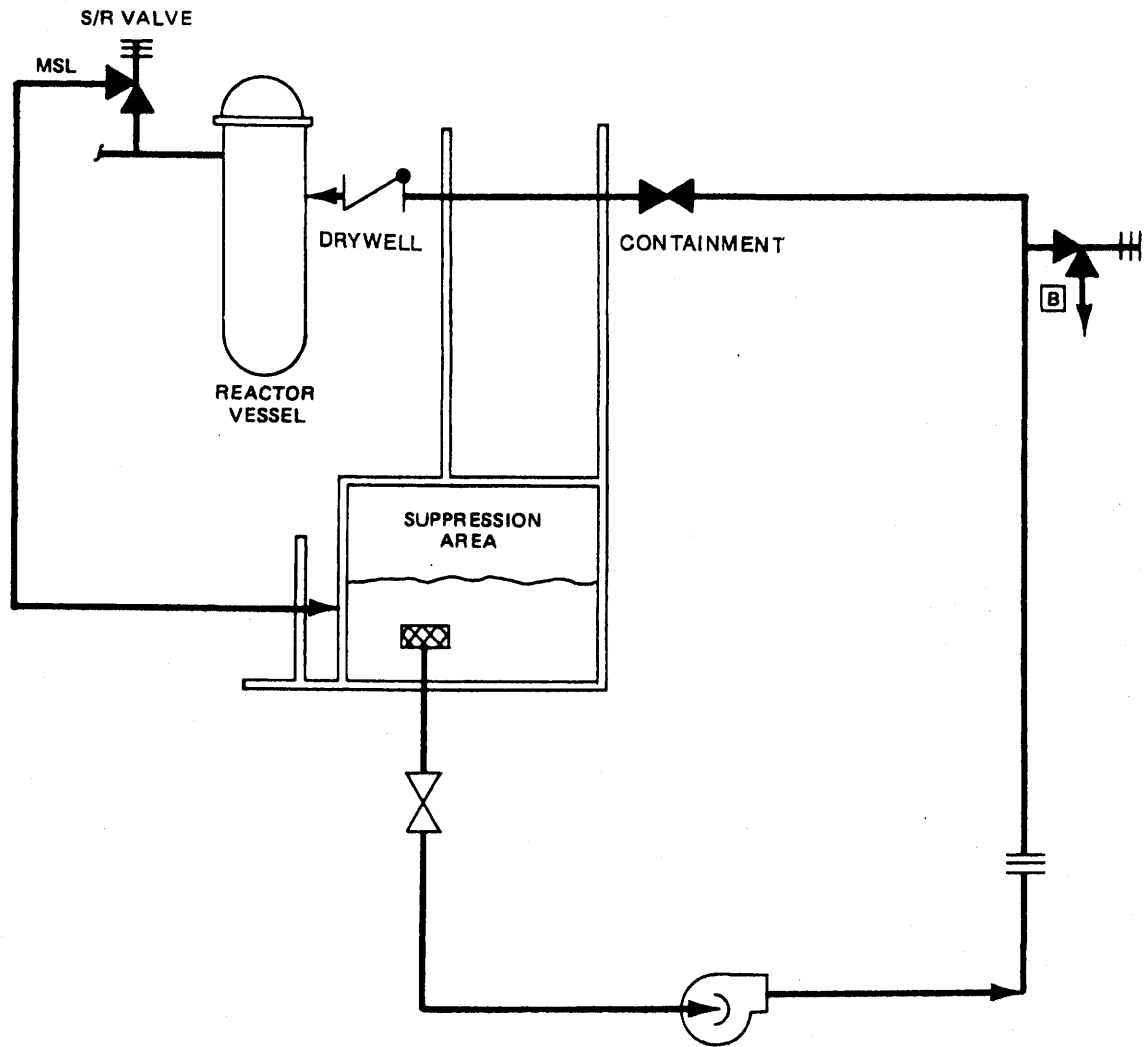 S/R VALVE
MSL
DRYWELL
CONTAINMENT
B
REACTOR
VESSEL
SUPPRESSION
AREA